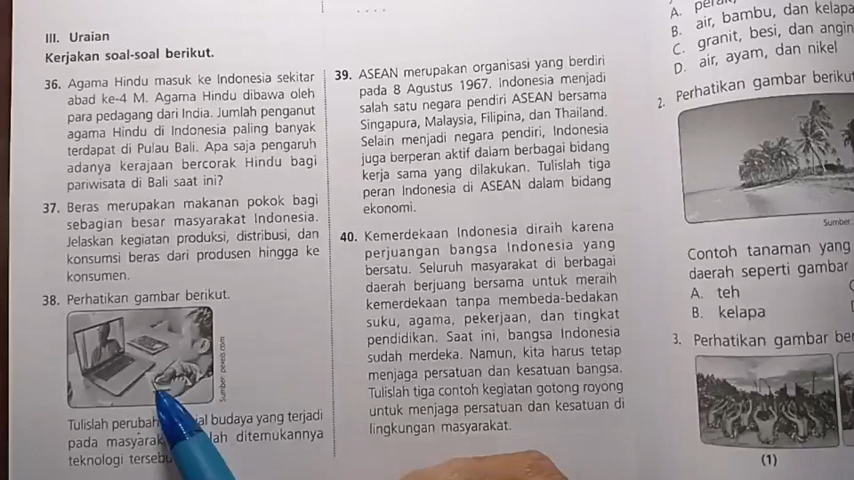 III. Uraian
Kerjakan soal-soal berikut.
36. Agama Hindu masuk ke Indonesia sekitar
abad ke-4 M. Agama Hindu dibawa oleh
para pedagang dari India. Jumlah penganut
agama Hindu di Indonesia paling banyak
terdapat di Pulau Bali. Apa saja pengaruh
adanya kerajaan bercorak Hindu bagi
pariwisata di Bali saat ini?
37. Beras merupakan makanan pokok bagi
sebagian besar masyarakat Indonesia.
Jelaskan kegiatan produksi, distribusi, dan
konsumsi beras dari produsen hingga ke
konsumen.
38. Perhatikan gambar berikut.
Sumber: pexels.com
Tulislah budaya yang terjadi
pada ditemukannya
teknologi
39. ASEAN merupakan organisasi yang berdiri
pada 8 Agustus 1967. Indonesia menjadi
salah satu negara pendiri ASEAN bersama
Singapura, Malaysia, Filipina, dan Thailand.
Selain menjadi negara pendiri, Indonesia
juga berperan aktif dalam berbagai bidang
kerja sama yang dilakukan. Tulislah tiga
peran Indonesia di ASEAN dalam bidang
ekonomi.
40. Kemerdekaan Indonesia diraih karena
perjuangan bangsa Indonesia yang
bersatu. Seluruh masyarakat di berbagai
daerah berjuang bersama untuk meraih
kemerdekaan tanpa membeda-bedakan
suku, agama, pekerjaan, dan tingkat
pendidikan. Saat ini, bangsa Indonesia
sudah merdeka. Namun, kita harus tetap
menjaga persatuan dan kesatuan bangsa.
Tulislah tiga contoh kegiatan gotong royong
untuk menjaga persatuan dan kesatuan di
lingkungan masyarakat.
A.
B. air, bambu, dan kelapa
C. granit, besi, dan angin
D. air, ayam, dan nikel
2. Perhatikan gambar
Sumber:
Contoh tanaman yang
daerah seperti gambar
A. teh
B. kelapa
3. Perhatikan gambar
(1)